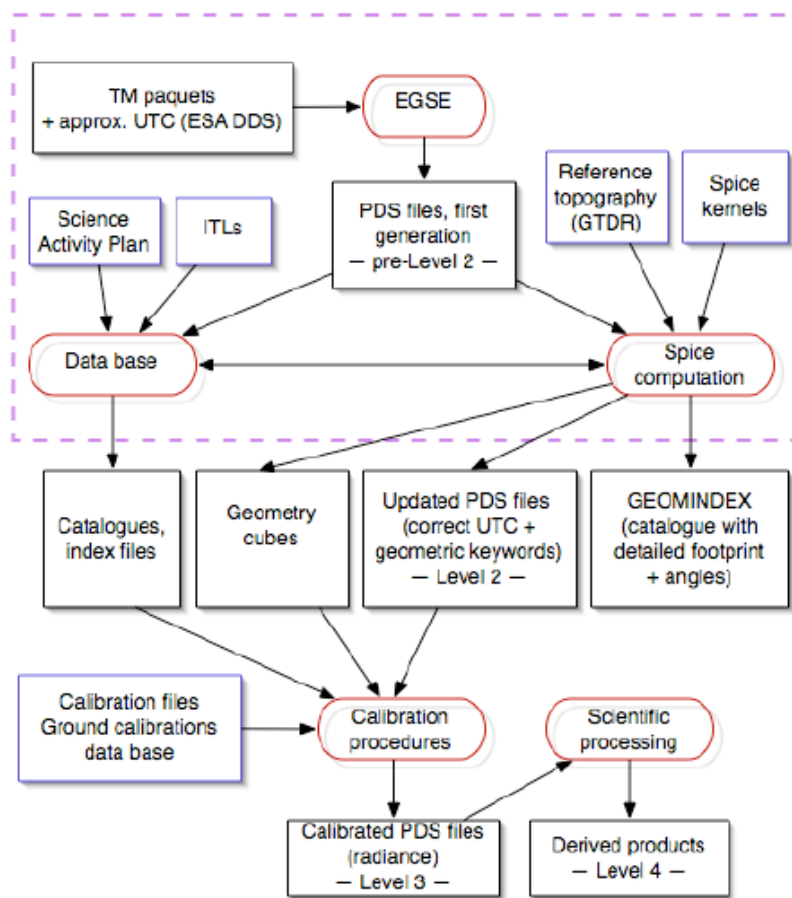 TM paquets
+ approx. UTC (ESA DDS)
EGSE
PDS files, first
generation
— pre-Level 2 —
Reference
topography
(GTDR)
Spice
kernels
Science
Activity Plan
ITLs
Data base
Spice
computation
Catalogues,
index files
Geometry
cubes
Updated PDS files
(correct UTC +
geometric keywords)
— Level 2 —
GEOMINDEX
(catalogue with
detailed footprint
+ angles)
Calibration files
Ground calibrations
data base
Calibration
procedures
Scientific
processing
Calibrated PDS files
(radiance)
— Level 3 —
Derived products
— Level 4 —